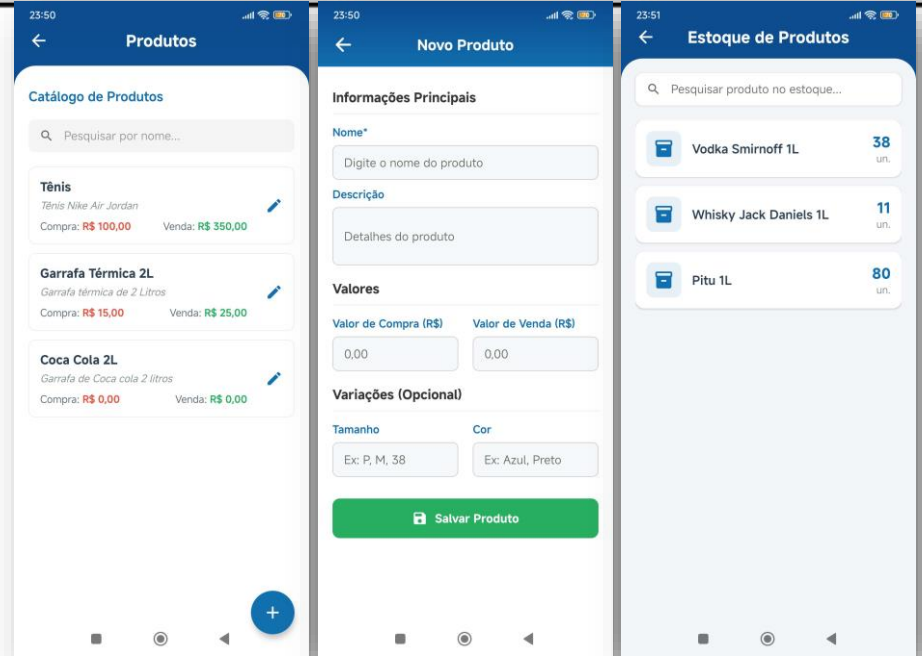 23:50
Produtos
Catálogo de Produtos
Pesquisar por nome...
Tênis
Tênis Nike Air Jordan
Compra: R$ 100,00 Venda: R$ 350,00
Garrafa Térmica 2L
Garrafa térmica de 2 Litros
Compra: R$ 15,00 Venda: R$ 25,00
Coca Cola 2L
Garrafa de Coca cola 2 litros
Compra: R$ 0,00 Venda: R$ 0,00
+
23:50
Novo Produto
Informações Principais
Nome*
Digite o nome do produto
Descrição
Detalhes do produto
Valores
Valor de Compra (R$) Valor de Venda (R$)
0,00 0,00
Variações (Opcional)
Tamanho Cor
Ex: P, M, 38 Ex: Azul, Preto
Salvar Produto
23:51
Estoque de Produtos
Pesquisar produto no estoque...
Vodka Smirnoff 1L 38
un.
Whisky Jack Daniels 1L 11
un.
Pitu 1L 80
un.